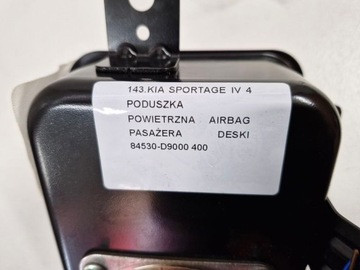 143.KIA SPORTAGE IV 4
PODUSZKA
POWIETRZNA AIRBAG
PASAŻERA DESKI
84530-D9000 400